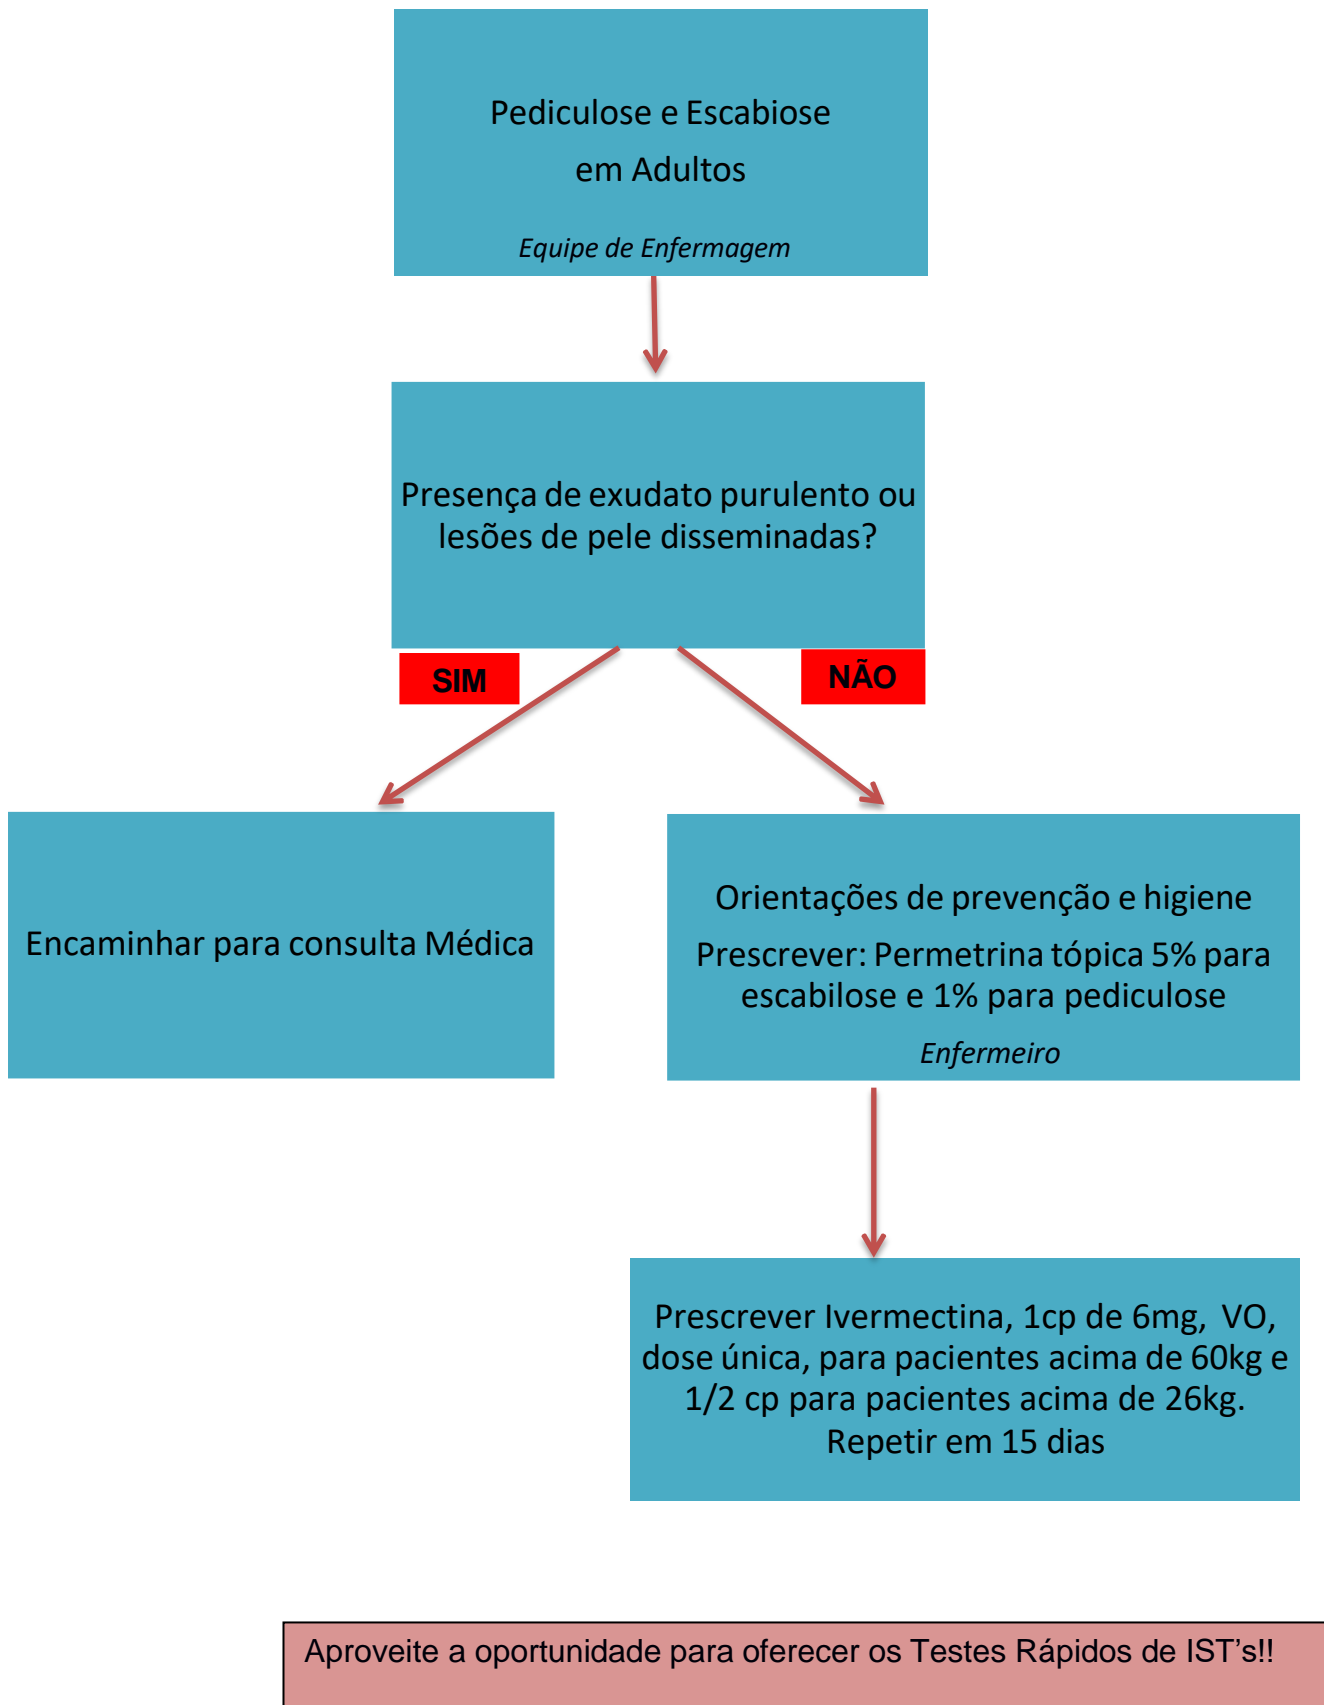 Pediculose e Escabiose
em Adultos
Equipe de Enfermagem
Presença de exudato purulento ou
lesões de pele disseminadas?
SIM
NÃO
Encaminhar para consulta Médica
Orientações de prevenção e higiene
Prescrever: Permetrina tópica 5% para
escabilose e 1% para pediculose
Enfermeiro
Prescrever Ivermectina, 1cp de 6mg, VO,
dose única, para pacientes acima de 60kg e
1/2 cp para pacientes acima de 26kg.
Repetir em 15 dias
Aproveite a oportunidade para oferecer os Testes Rápidos de IST’s!!